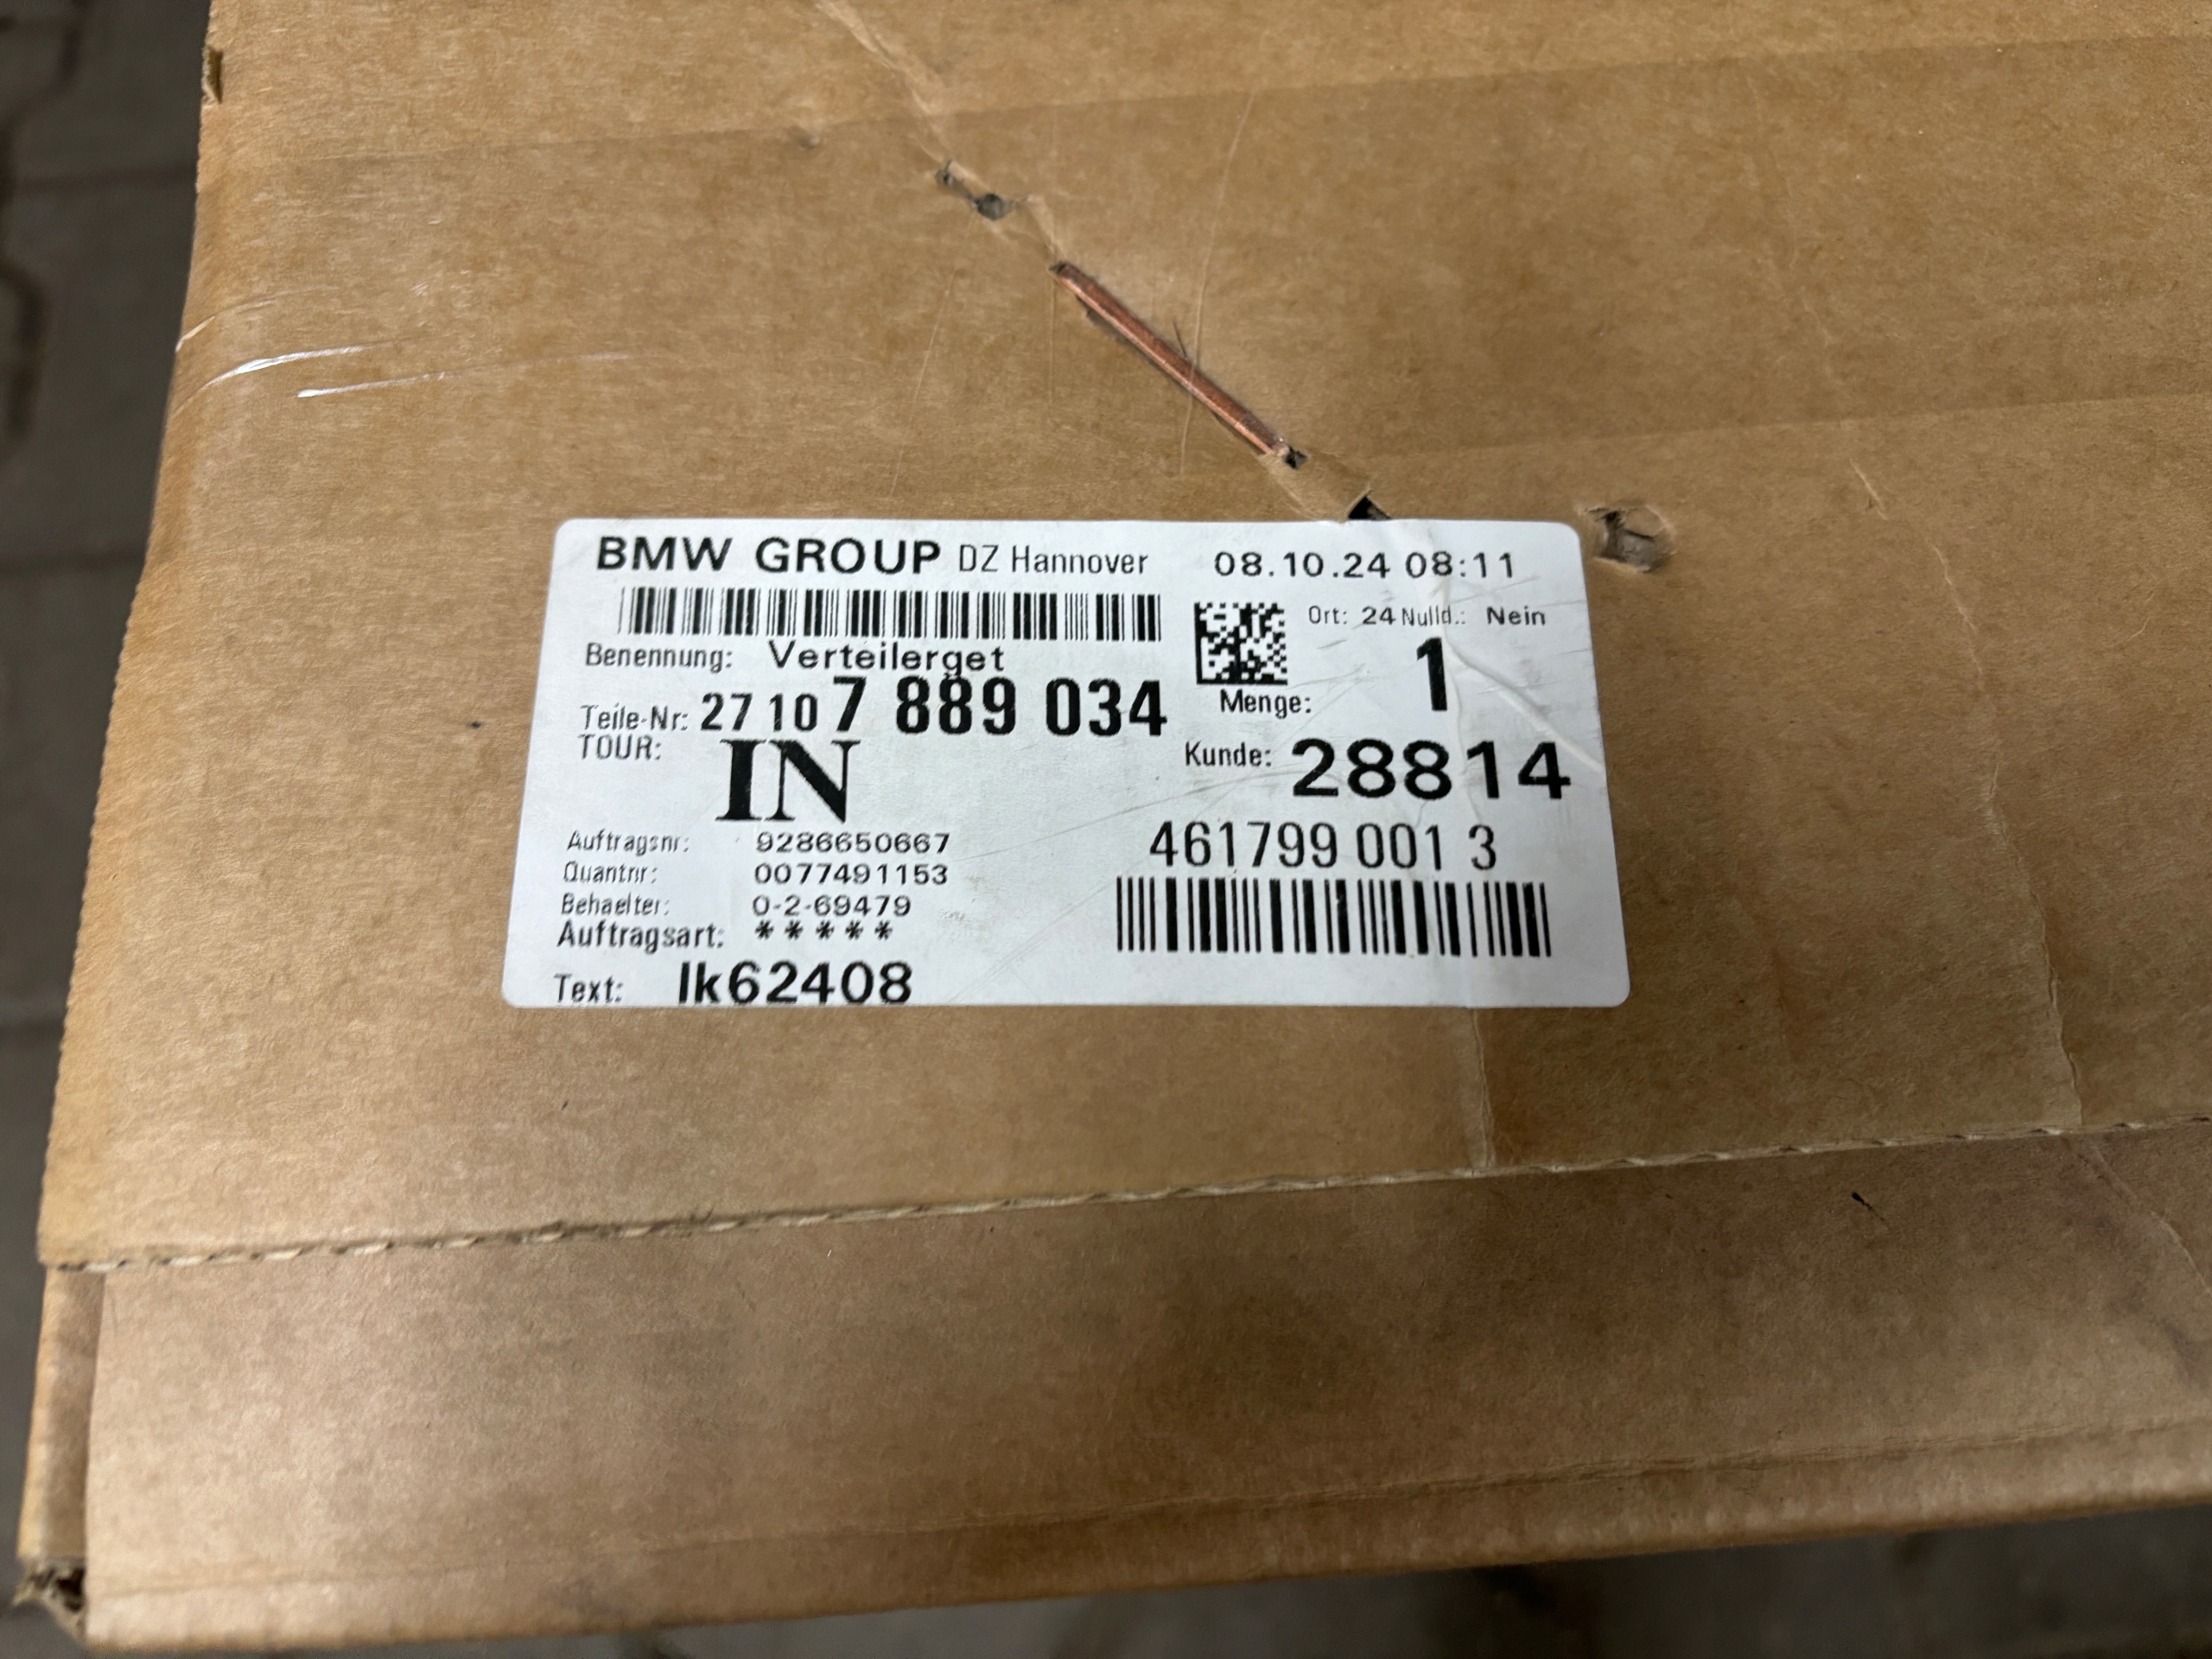 BMW GROUP DZ Hannover 08.10.24 08:11
Ort: 24 Nulld.: Nein
Benennung: Verteilerget
Menge: 1
Teile-Nr: 27 10 7 889 034
TOUR: IN
Kunde: 28814
Auftragsnr: 9286650667
461799 001 3
Quantnr: 0077491153
Behaelter: 0-2-69479
Auftragsart: *****
Text: lk62408